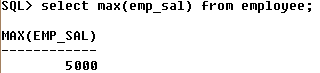 SQL> select max(emp_sal) from employee;
MAX(EMP_SAL)
------------
5000